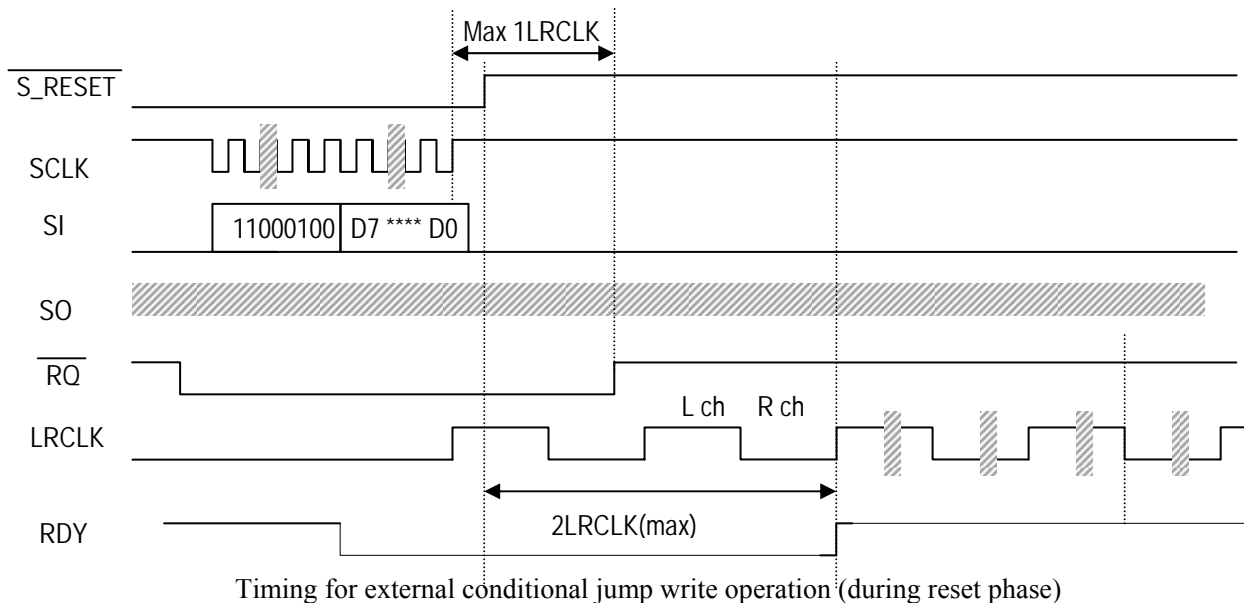 Max 1LRCLK
S_RESET
SCLK
SI
11000100 D7 **** D0
SO
RQ
L ch R ch
LRCLK
2LRCLK(max)
RDY
Timing for external conditional jump write operation (during reset phase)